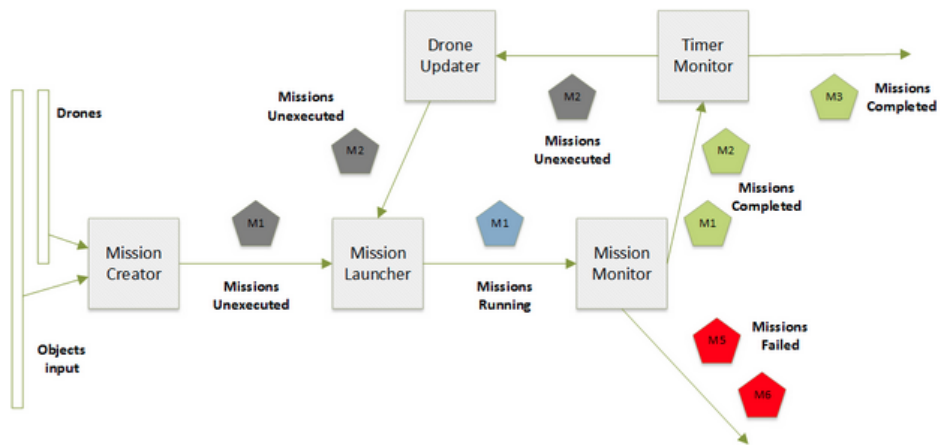 Drone
Updater
Timer
Monitor
M3
Missions
Completed
Drones
Missions
Unexecuted
M2
M2
Missions
Unexecuted
M2
Missions
Completed
M1
Mission
Creator
M1
Missions
Unexecuted
Mission
Launcher
M1
Missions
Running
Mission
Monitor
Objects
input
M5
Missions
Failed
M6